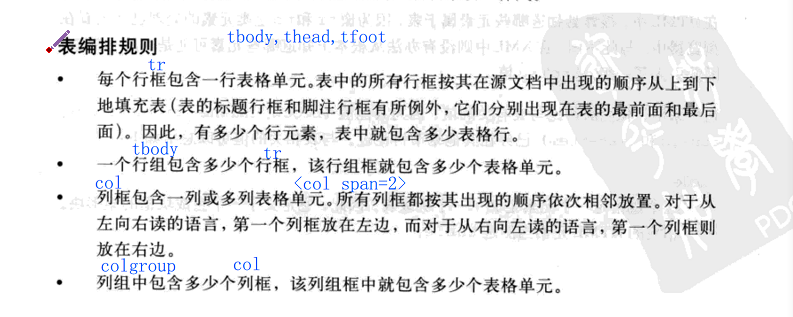 tbody,thead,tfoot
表编排规则
tr
• 每个行框包含一行表格单元。表中的所有行框按其在源文档中出现的顺序从上到下
地填充表(表的标题行框和脚注行框有所例外，它们分别出现在表的最前面和最后
面)。因此，有多少个行元素，表中就包含多少表格行。
tbody tr
• 一个行组包含多少个行框，该行组框就包含多少个表格单元。
col <col span=2>
• 列框包含一列或多列表格单元。所有列框都按其出现的顺序依次相邻放置。对于从
左向右读的语言，第一个列框放在左边，而对于从右向左读的语言，第一个列框则
放在右边。
colgroup col
• 列组中包含多少个列框，该列组框中就包含多少个表格单元。
PDG